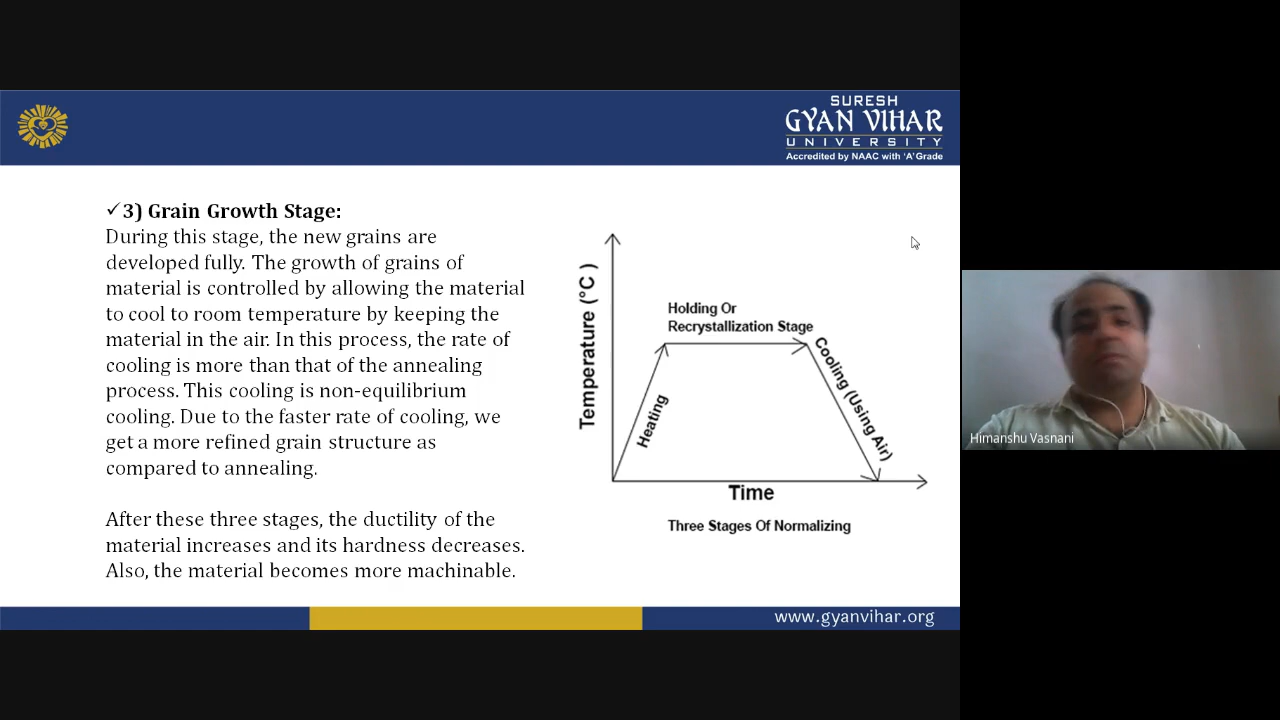 SURESH
GYAN VIHAR
UNIVERSITY
Accredited by NAAC with 'A' Grade
✓3) Grain Growth Stage:
During this stage, the new grains are
developed fully. The growth of grains of
material is controlled by allowing the material
to cool to room temperature by keeping the
material in the air. In this process, the rate of
cooling is more than that of the annealing
process. This cooling is non-equilibrium
cooling. Due to the faster rate of cooling, we
get a more refined grain structure as
compared to annealing.
After these three stages, the ductility of the
material increases and its hardness decreases.
Also, the material becomes more machinable.
Temperature (°C )
Holding Or
Recrystallization Stage
Heating
Cooling (Using Air)
Time
Three Stages Of Normalizing
www.gyanvihar.org
Himanshu Vasnani